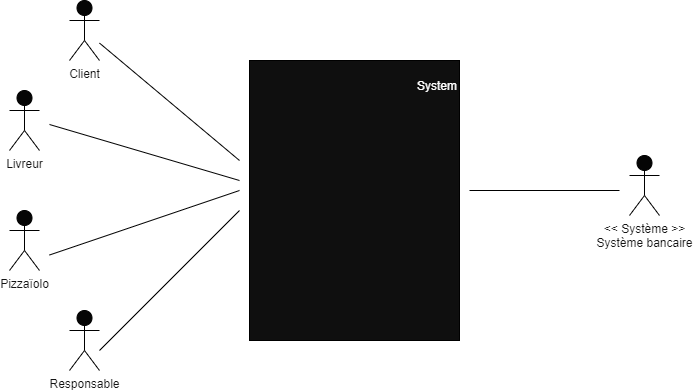 Client
System
Livreur
<< Système >>
Système bancaire
Pizzaïolo
Responsable